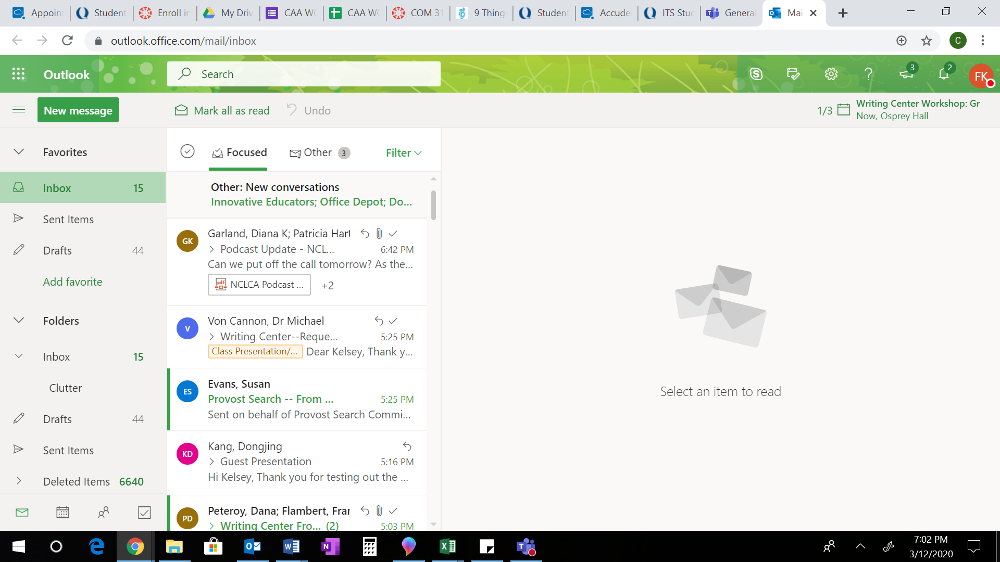 Appoint
Student
Enroll in
My Driv
CAA WC
CAA WC
COM 31
9 Things
Student
Accude
ITS Stuc
General
Mai
outlook.office.com/mail/inbox
C
Outlook
Search
3
2
FK
New message
Mark all as read
Undo
1/3
Writing Center Workshop: Gr
Now, Osprey Hall
Favorites
Inbox 15
Sent Items
Drafts 44
Add favorite
Folders
Inbox 15
Clutter
Drafts 44
Sent Items
Deleted Items 6640
Focused
Other 3
Filter
Other: New conversations
Innovative Educators; Office Depot; Do...
GK
Garland, Diana K; Patricia Hart
Podcast Update - NCL... 6:42 PM
Can we put off the call tomorrow? As the...
pdf
NCLCA Podcast ... +2
V
Von Cannon, Dr Michael
Writing Center--Reque... 5:25 PM
Class Presentation/... Dear Kelsey, Thank y...
ES
Evans, Susan
Provost Search -- From ... 5:25 PM
Sent on behalf of Provost Search Commi...
KD
Kang, Dongjing
Guest Presentation 5:16 PM
Hi Kelsey, Thank you for testing out the ...
PD
Peteroy, Dana; Flambert, Frar
Writing Center Fro... (2) 5:03 PM
Select an item to read
7:02 PM
3/12/2020